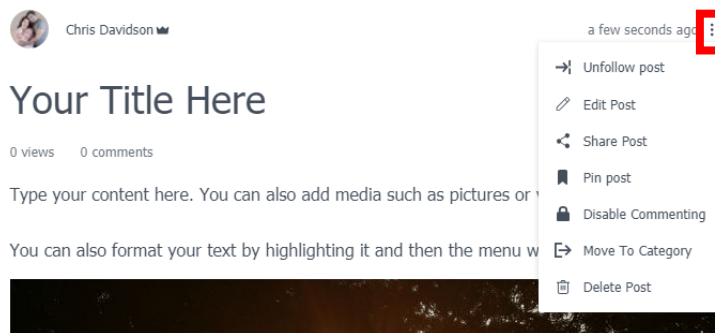 Chris Davidson
a few seconds ago
Unfollow post
Edit Post
Share Post
Pin post
Disable Commenting
Move To Category
Delete Post
Your Title Here
0 views 0 comments
Type your content here. You can also add media such as pictures or
You can also format your text by highlighting it and then the menu